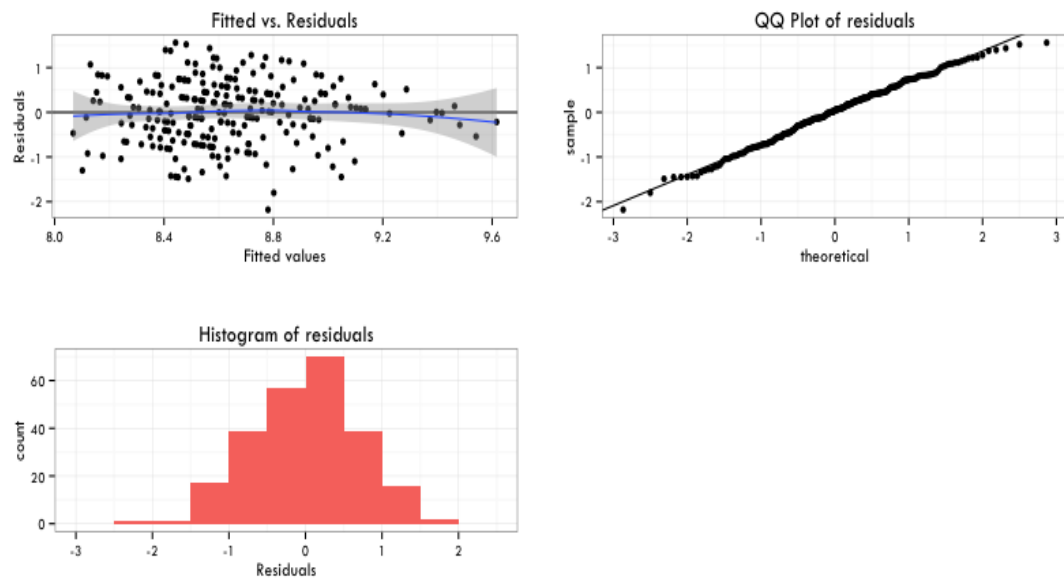 Fitted vs. Residuals
Residuals
1
0
-1
-2
8.0 8.4 8.8 9.2 9.6
Fitted values
QQ Plot of residuals
sample
1
0
-1
-2
-3 -2 -1 0 1 2 3
theoretical
Histogram of residuals
count
60
40
20
0
-3 -2 -1 0 1 2
Residuals